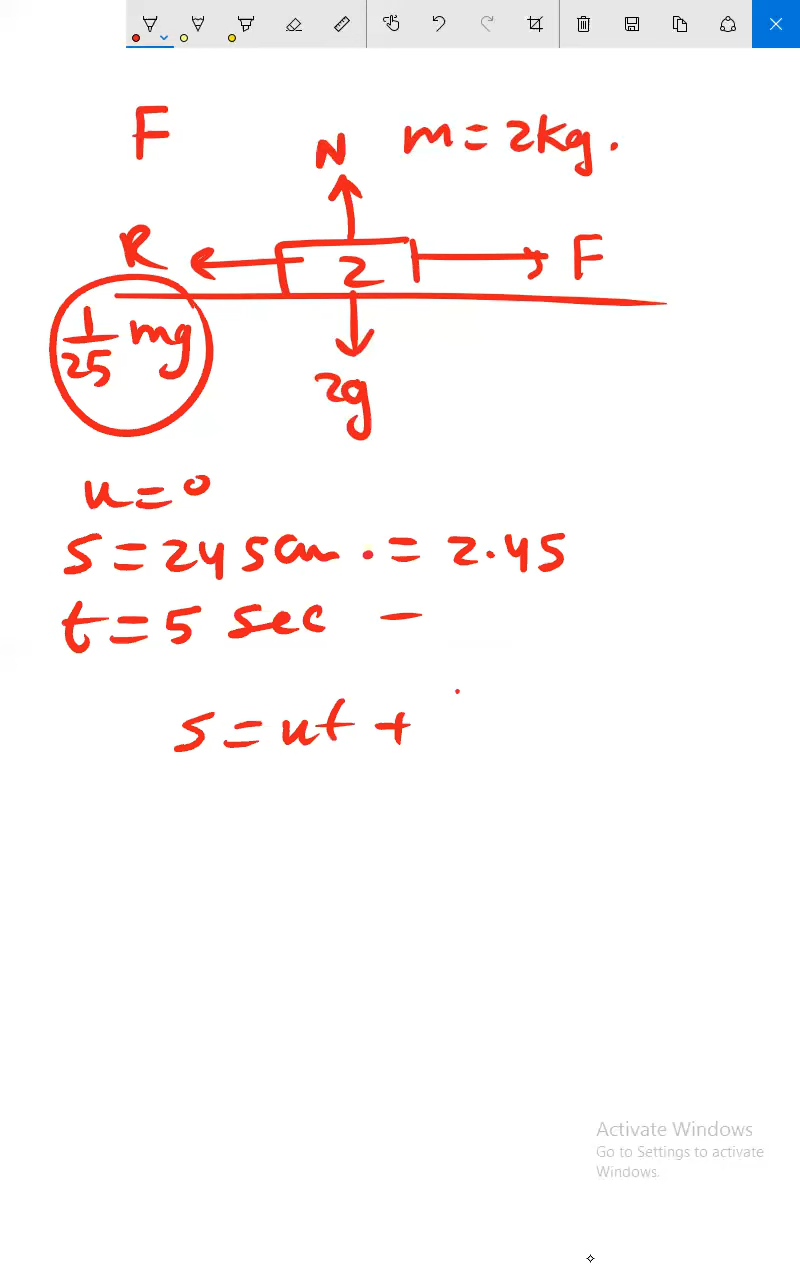 F
N m = 2kg.
R 2 F
1/25 mg
2g
u = 0
s = 245cm. = 2.45
t = 5 sec –
s = ut +
Activate Windows
Go to Settings to activate
Windows.